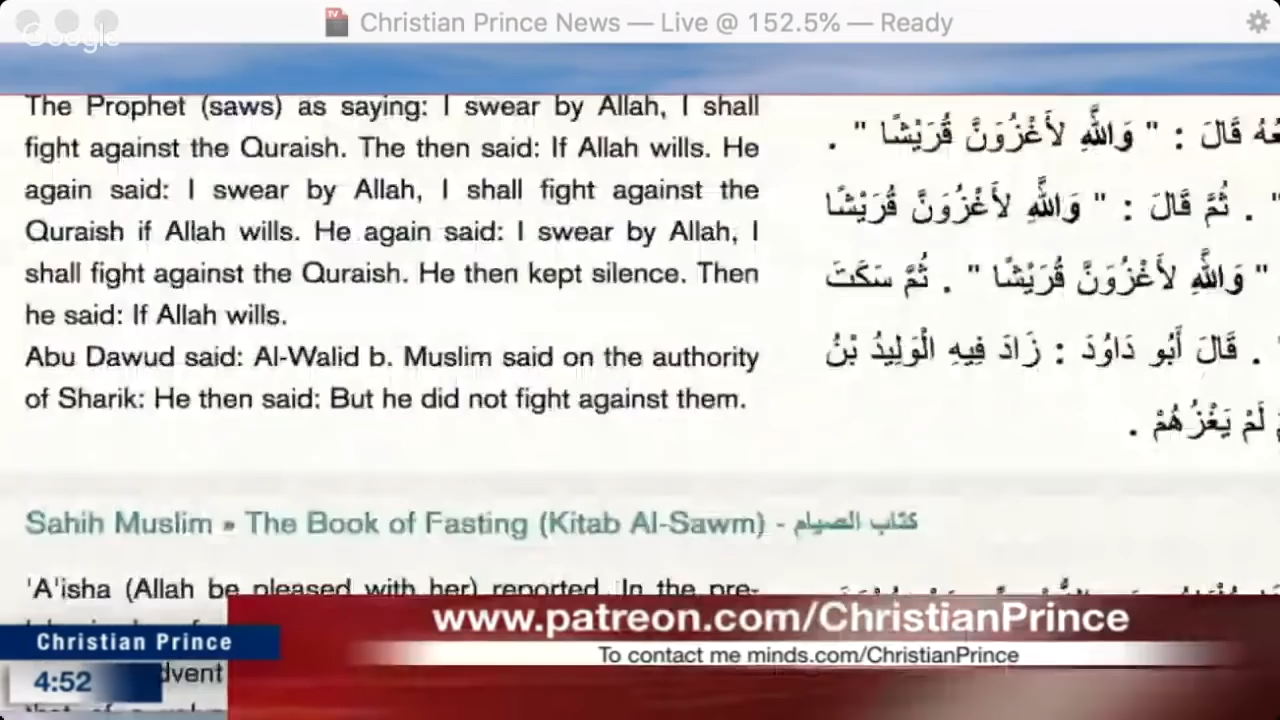 Christian Prince News — Live @ 152.5% — Ready
Google
The Prophet (saws) as saying: I swear by Allah, I shall
fight against the Quraish. The then said: If Allah wills. He
again said: I swear by Allah, I shall fight against the
Quraish if Allah wills. He again said: I swear by Allah, I
shall fight against the Quraish. He then kept silence. Then
he said: If Allah wills.
Abu Dawud said: Al-Walid b. Muslim said on the authority
of Sharik: He then said: But he did not fight against them.
قَالَ : " وَاللَّهِ لأَغْزُوَنَّ قُرَيْشًا " .
" . ثُمَّ قَالَ : " وَاللَّهِ لأَغْزُوَنَّ قُرَيْشًا
" وَاللَّهِ لأَغْزُوَنَّ قُرَيْشًا " . ثُمَّ سَكَتَ
. قَالَ أَبُو دَاوُدَ : زَادَ فِيهِ الْوَلِيدُ بْنُ
لَمْ يَغْزُهُمْ .
Sahih Muslim » The Book of Fasting (Kitab Al-Sawm) - كتاب الصيام
'A'isha (Allah be pleased with her) reported In the pre-
dvent
www.patreon.com/ChristianPrince
To contact me minds.com/ChristianPrince
Christian Prince
4:52